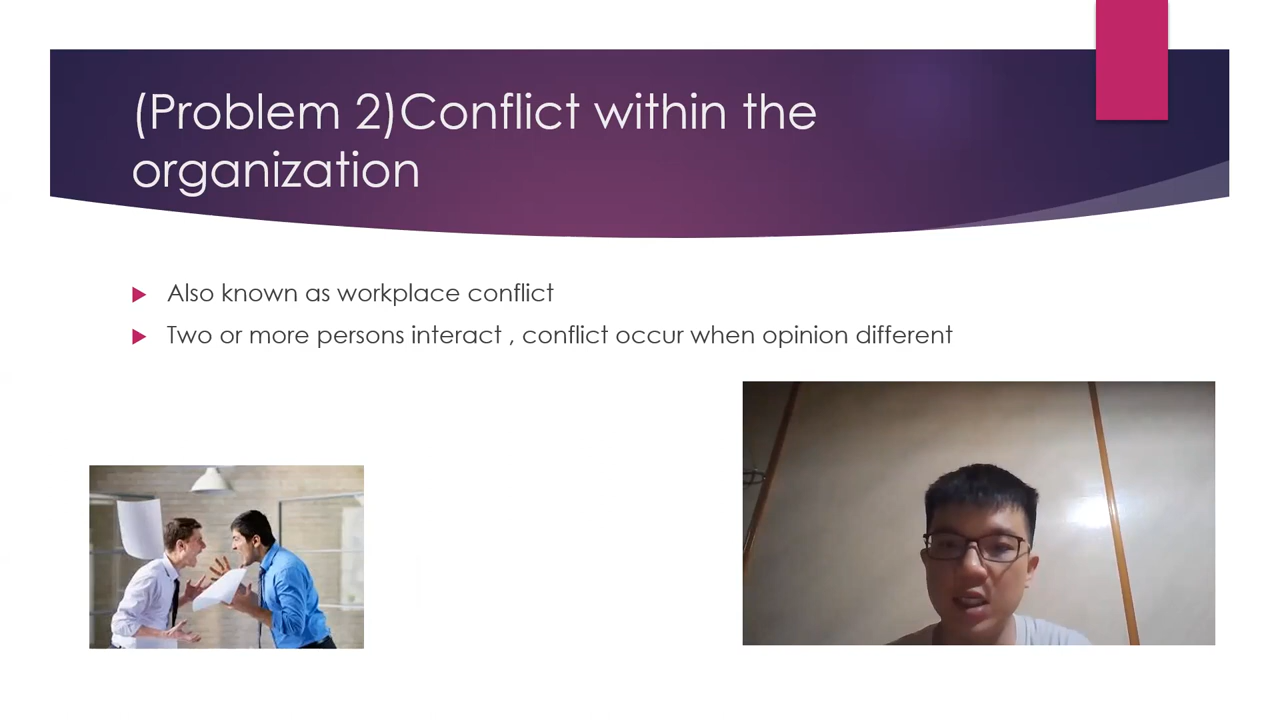 (Problem 2)Conflict within the
organization
Also known as workplace conflict
Two or more persons interact , conflict occur when opinion different